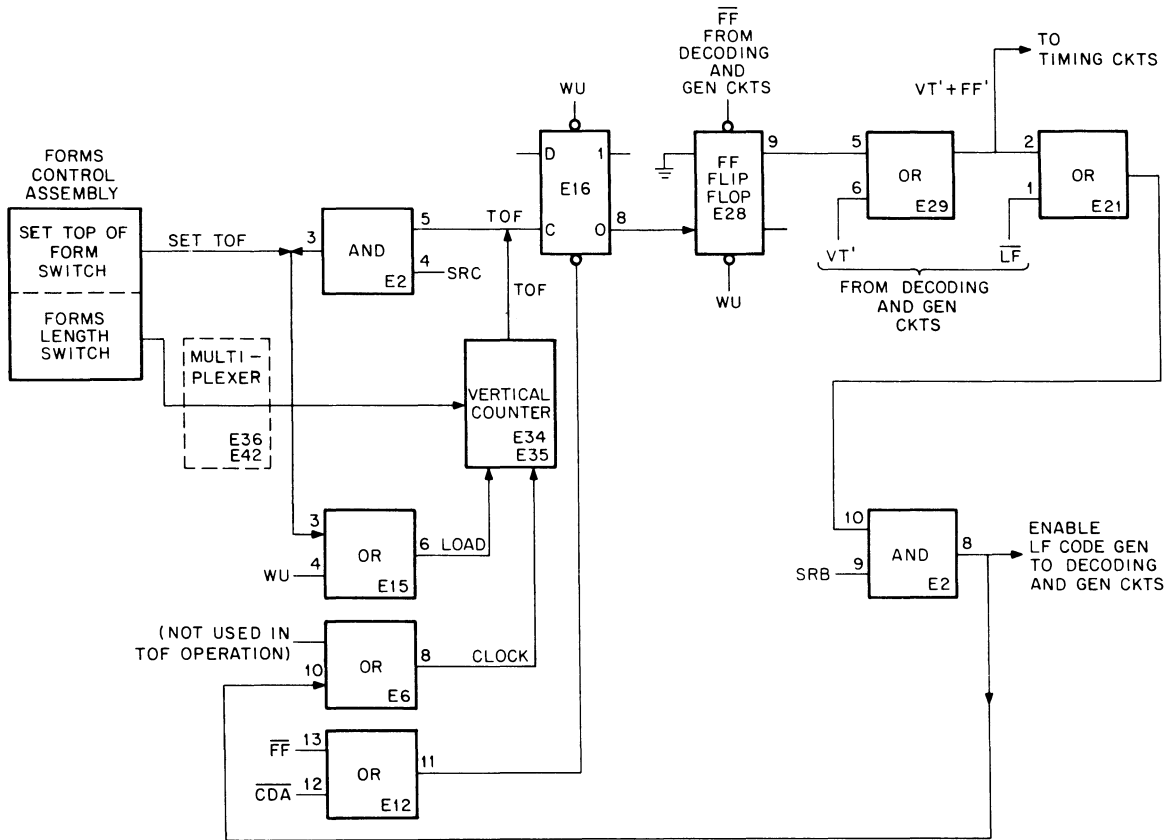 FORMS
CONTROL
ASSEMBLY
SET TOP OF
FORM
SWITCH
FORMS
LENGTH
SWITCH
SET TOF
3
AND
E2
5
4
SRC
TOF
TOF
MULTI-
PLEXER
E36
E42
VERTICAL
COUNTER
E34
E35
WU
D
1
E16
C
O
8
F̅F̅
FROM
DECODING
AND
GEN CKTS
FF
FLIP
FLOP
E28
9
WU
5
6
OR
E29
VT'
VT'+FF'
TO
TIMING CKTS
2
1
OR
E21
L̅F̅
FROM DECODING
AND GEN
CKTS
3
4
WU
OR
E15
6
LOAD
(NOT USED IN
TOF OPERATION)
10
OR
E6
8
CLOCK
F̅F̅
13
C̅D̅A̅
12
OR
E12
11
10
SRB
9
AND
E2
8
ENABLE
LF CODE GEN
TO DECODING
AND GEN CKTS